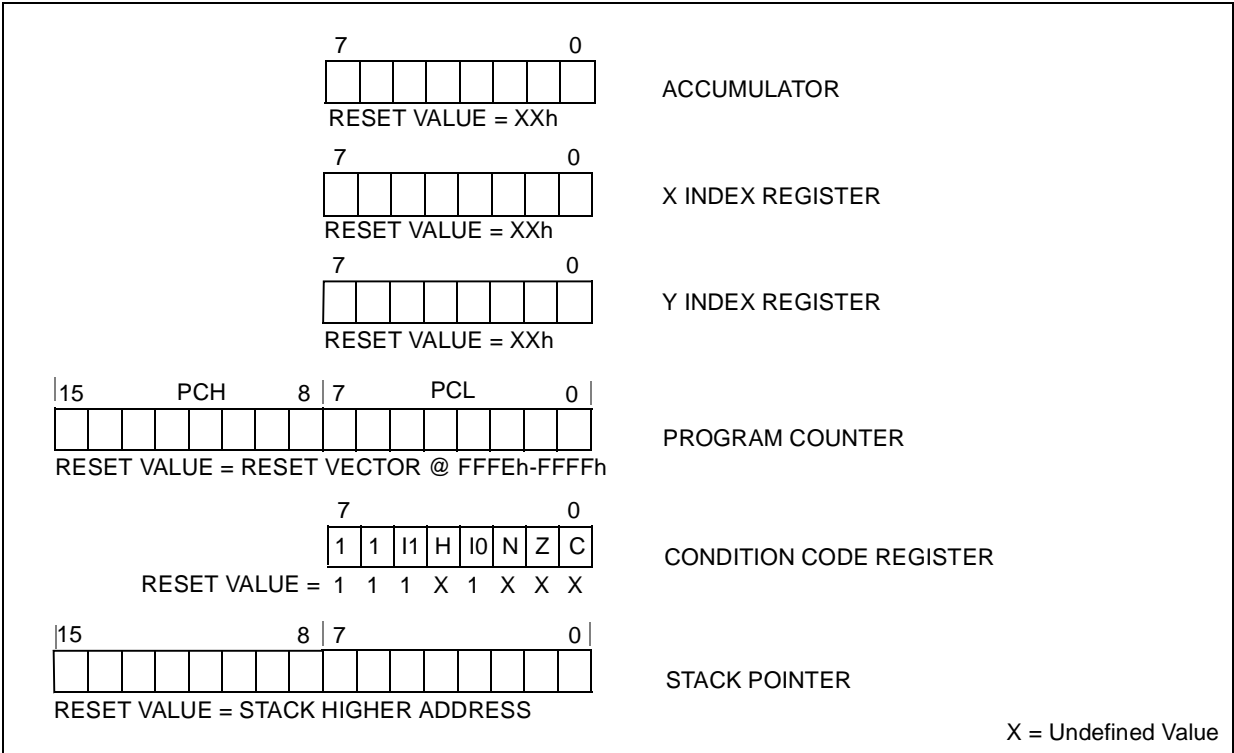 7 0
ACCUMULATOR
RESET VALUE = XXh
7 0
X INDEX REGISTER
RESET VALUE = XXh
7 0
Y INDEX REGISTER
RESET VALUE = XXh
15 PCH 8 7 PCL 0
PROGRAM COUNTER
RESET VALUE = RESET VECTOR @ FFFEh-FFFFh
7 0
1 1 I1 H I0 N Z C
CONDITION CODE REGISTER
RESET VALUE = 1 1 1 X 1 X X X
15 8 7 0
STACK POINTER
RESET VALUE = STACK HIGHER ADDRESS
X = Undefined Value